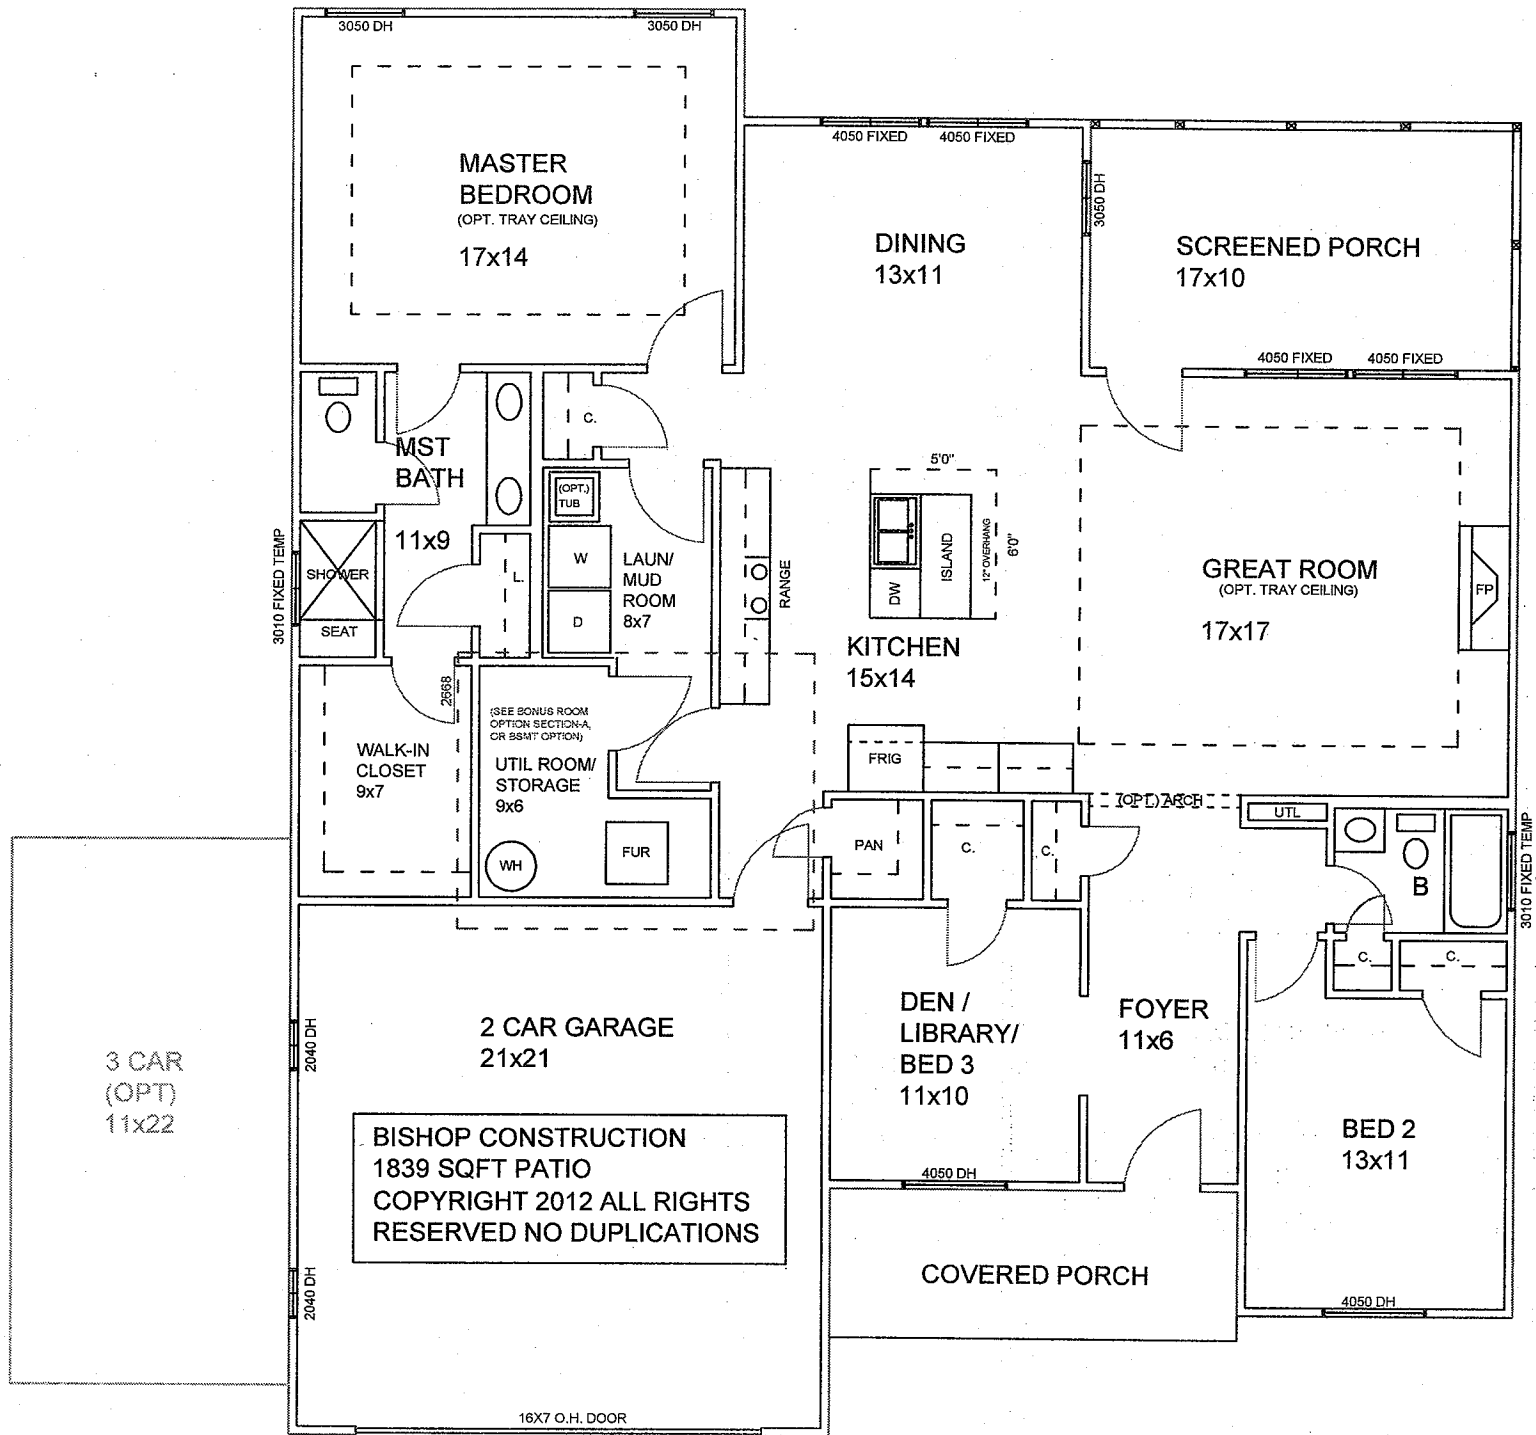 3050 DH
3050 DH
MASTER
BEDROOM
(OPT. TRAY CEILING)
17x14
4050 FIXED
4050 FIXED
3050 DH
DINING
13x11
SCREENED PORCH
17x10
4050 FIXED
4050 FIXED
C.
MST
BATH
11x9
(OPT.)
TUB
W
D
LAUN/
MUD
ROOM
8x7
L.
3010 FIXED TEMP
SHOWER
SEAT
RANGE
5'0"
6'0"
12" OVERHANG
ISLAND
DW
KITCHEN
15x14
GREAT ROOM
(OPT. TRAY CEILING)
17x17
FP
2668
WALK-IN
CLOSET
9x7
(SEE BONUS ROOM
OPTION SECTION-A,
OR BSMT OPTION)
UTIL ROOM/
STORAGE
9x6
WH
FUR
FRIG
PAN
C.
C.
(OPT.) ARCH
UTL
B
3010 FIXED TEMP
C.
C.
2 CAR GARAGE
21x21
2040 DH
2040 DH
3 CAR
(OPT)
11x22
DEN /
LIBRARY/
BED 3
11x10
FOYER
11x6
BED 2
13x11
BISHOP CONSTRUCTION
1839 SQFT PATIO
COPYRIGHT 2012 ALL RIGHTS
RESERVED NO DUPLICATIONS
4050 DH
COVERED PORCH
4050 DH
16X7 O.H. DOOR